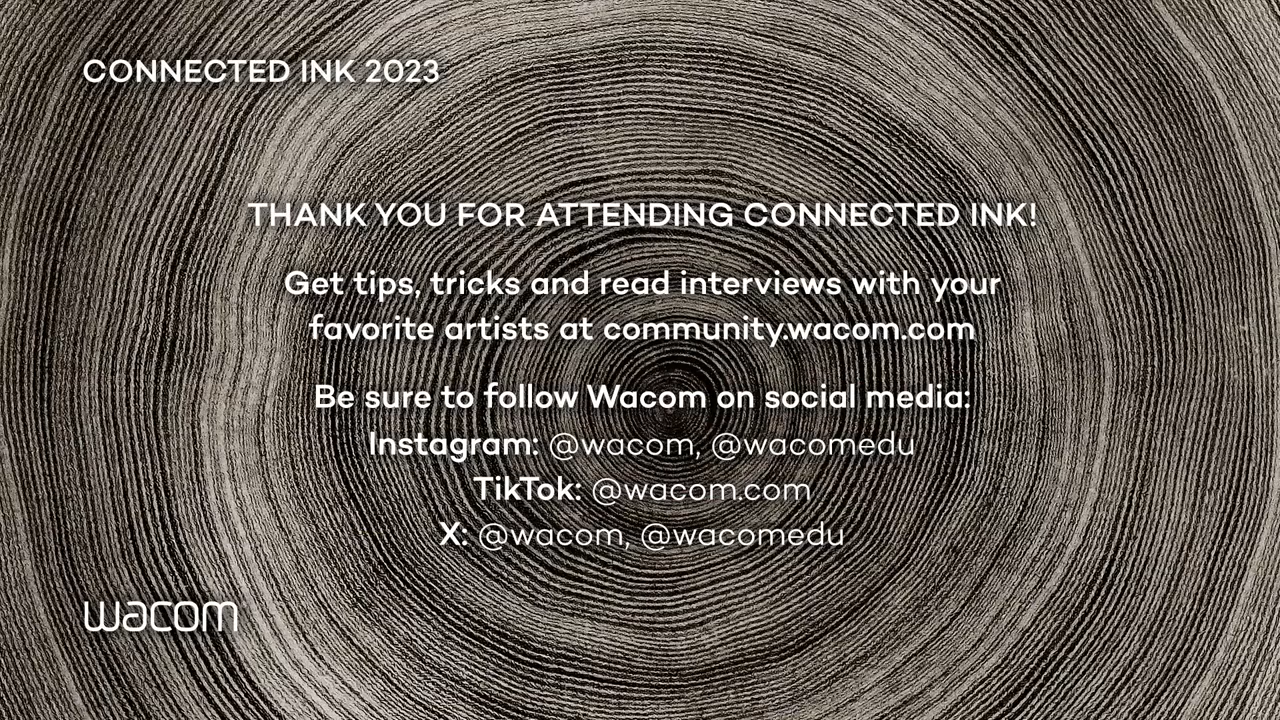 CONNECTED INK 2023
THANK YOU FOR ATTENDING CONNECTED INK!
Get tips, tricks and read interviews with your
favorite artists at community.wacom.com
Be sure to follow Wacom on social media:
Instagram: @wacom, @wacomedu
TikTok: @wacom.com
X: @wacom, @wacomedu
wacom